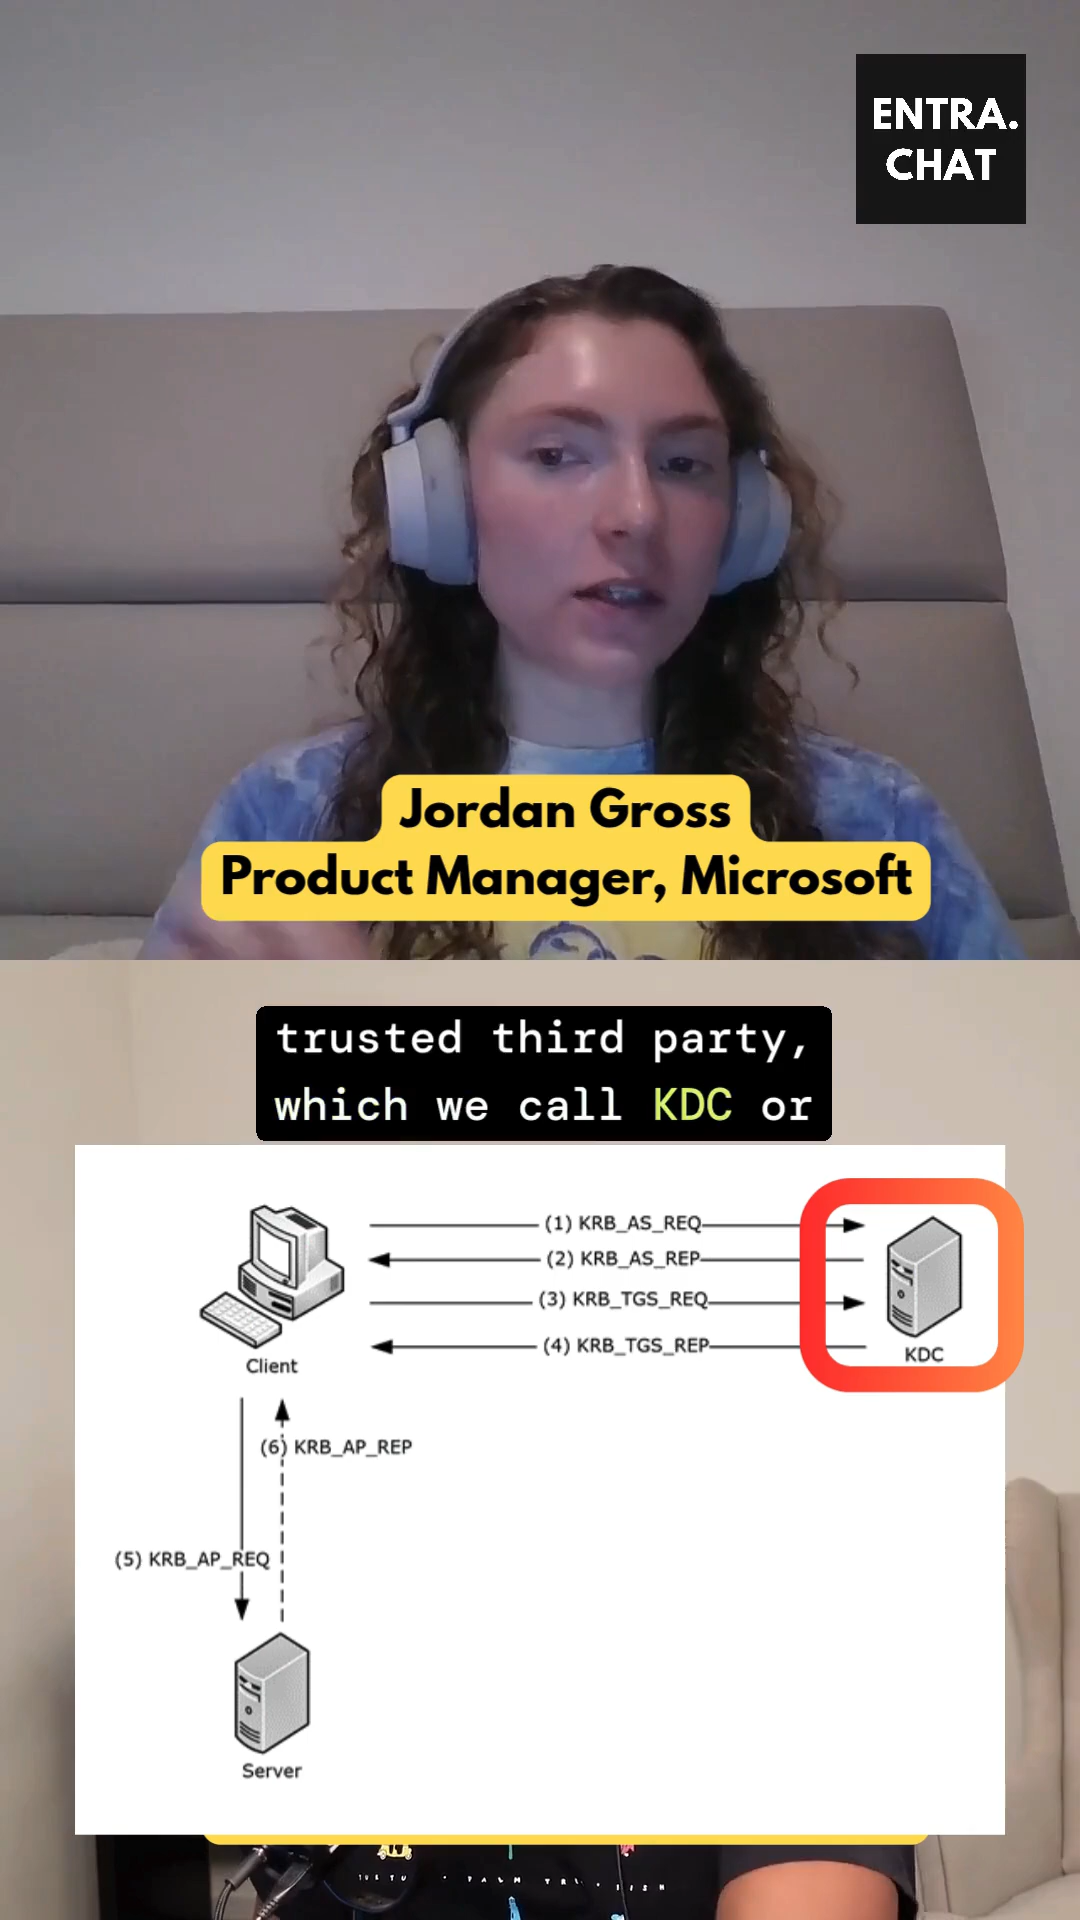 ENTRA.
CHAT
Jordan Gross
Product Manager, Microsoft
trusted third party,
which we call KDC or
(1) KRB_AS_REQ
(2) KRB_AS_REP
(3) KRB_TGS_REQ
(4) KRB_TGS_REP
Client
KDC
(6) KRB_AP_REP
(5) KRB_AP_REQ
Server